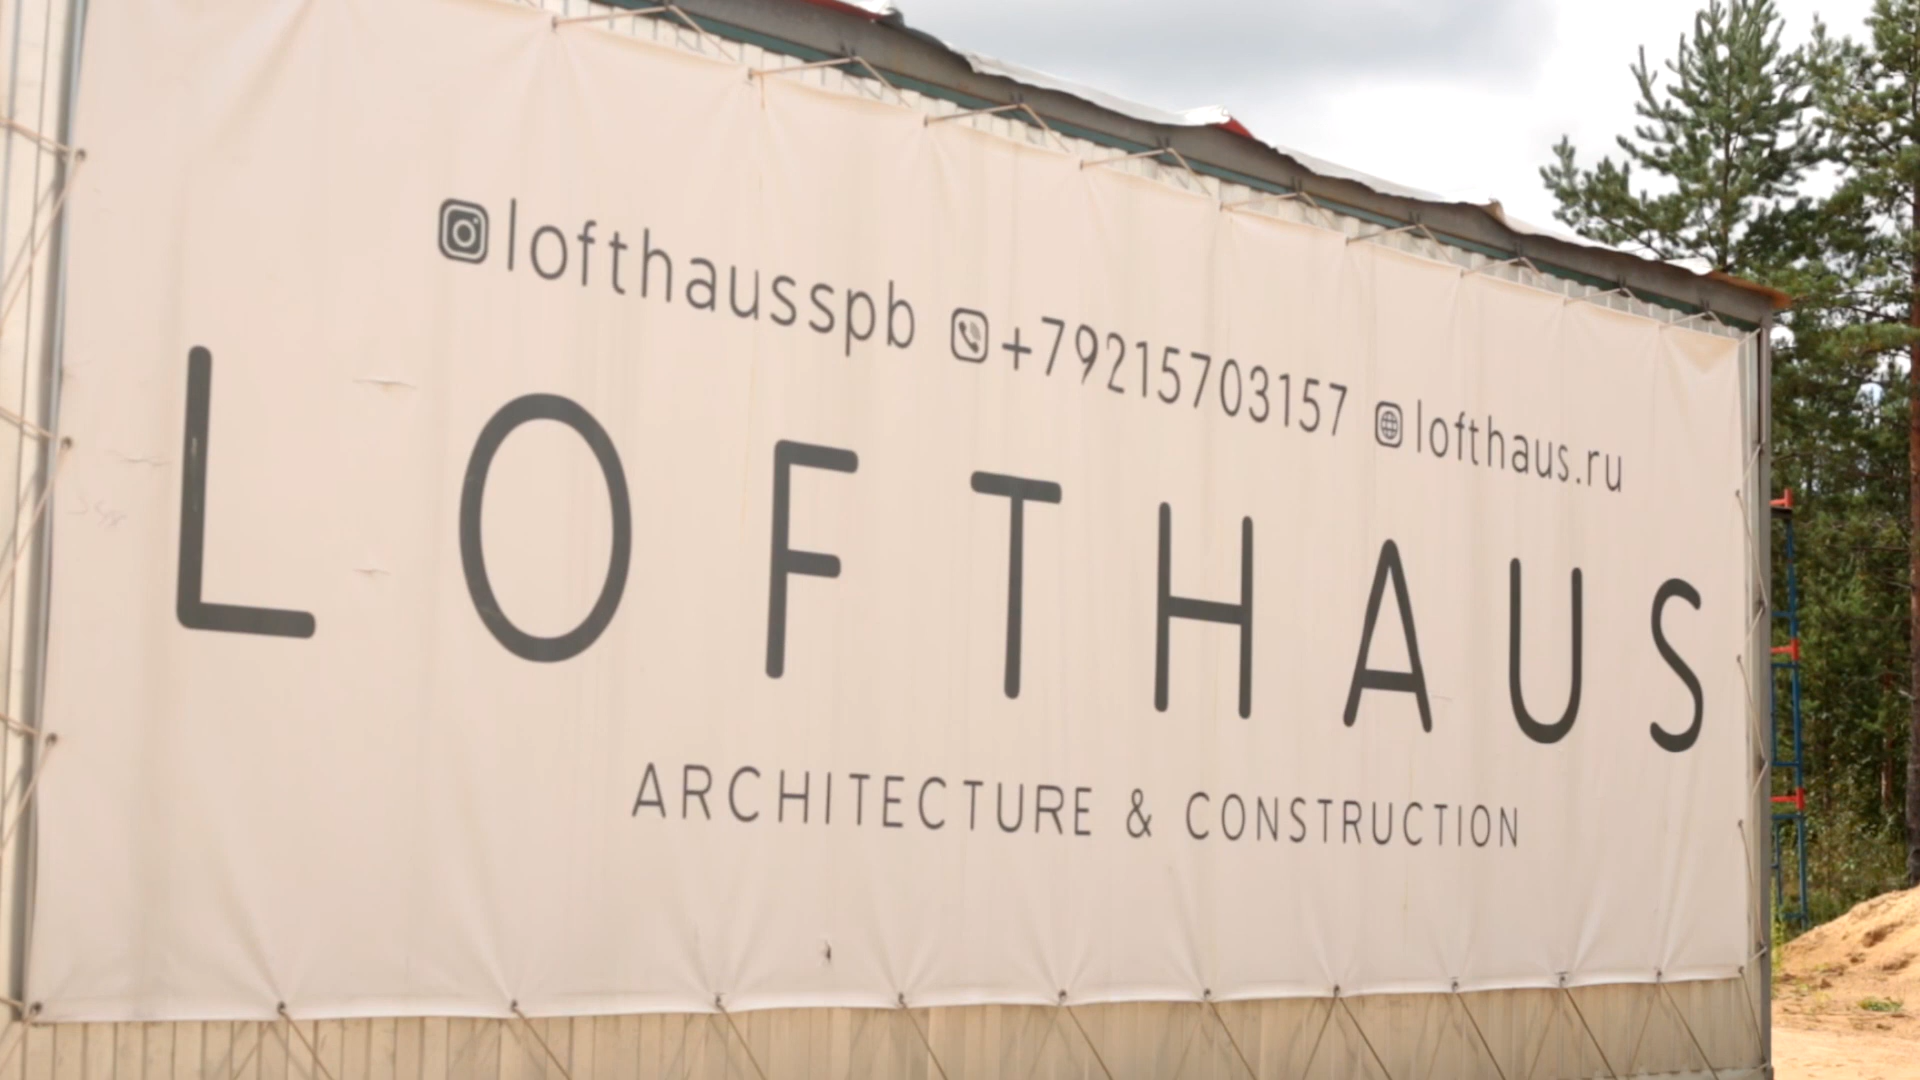 lofthausspb +79215703157 lofthaus.ru
LOFTHAUS
ARCHITECTURE & CONSTRUCTION